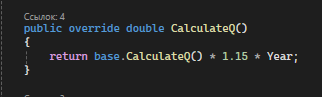 Ссылок: 4
public override double CalculateQ()
{
return base.CalculateQ() * 1.15 * Year;
}